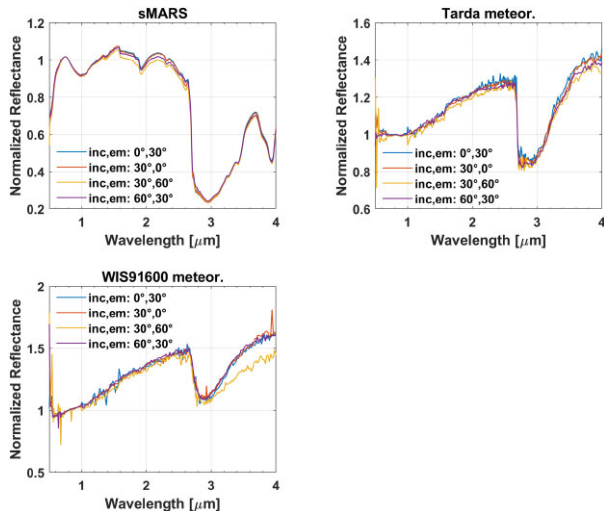 sMARS
Normalized Reflectance
1.2
1
0.8
0.6
0.4
0.2
inc,em: 0°,30°
inc,em: 30°,0°
inc,em: 30°,60°
inc,em: 60°,30°
1 2 3 4
Wavelength [μm]
Tarda meteor.
Normalized Reflectance
1.6
1.4
1.2
1
0.8
0.6
inc,em: 0°,30°
inc,em: 30°,0°
inc,em: 30°,60°
inc,em: 60°,30°
1 2 3 4
Wavelength [μm]
WIS91600 meteor.
Normalized Reflectance
2
1.5
1
0.5
inc,em: 0°,30°
inc,em: 30°,0°
inc,em: 30°,60°
inc,em: 60°,30°
1 2 3 4
Wavelength [μm]